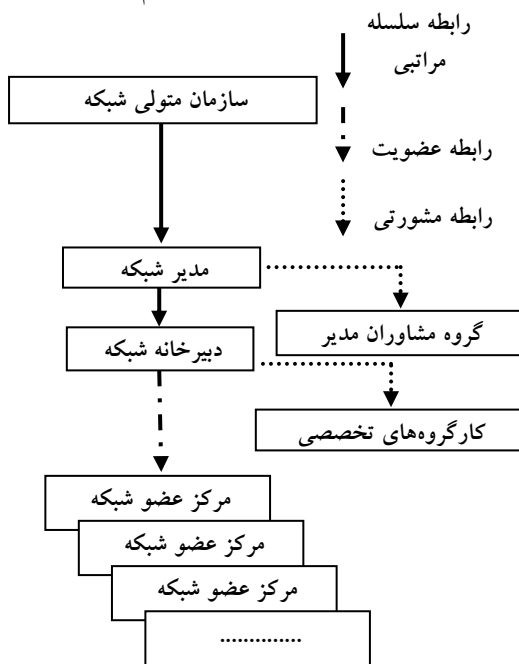 رابطه سلسله
مراتبی
سازمان متولی شبکه
رابطه عضویت
رابطه مشورتی
مدیر شبکه
گروه مشاوران مدیر
دبیرخانه شبکه
کارگروه‌های تخصصی
مرکز عضو شبکه
مرکز عضو شبکه
مرکز عضو شبکه
..............